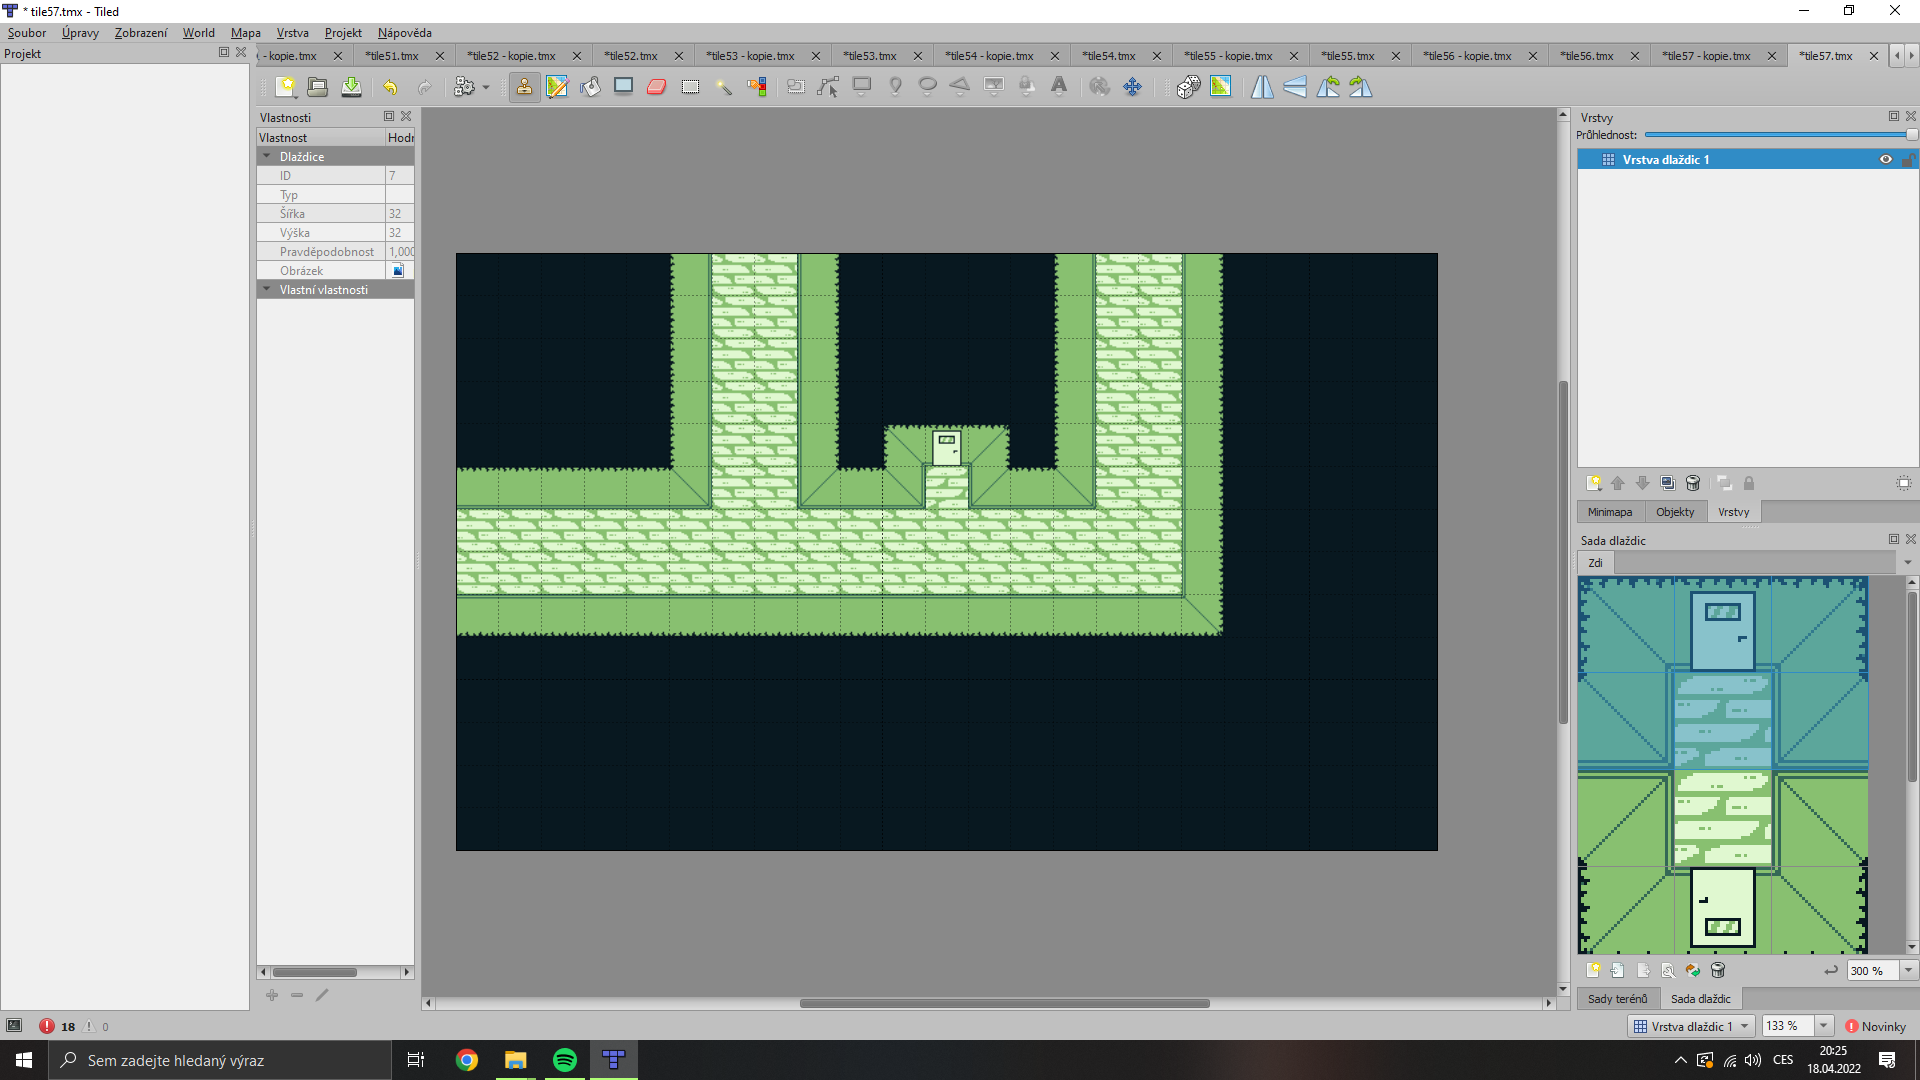 * tile57.tmx - Tiled
Soubor Úpravy Zobrazení World Mapa Vrstva Projekt Nápověda
Projekt
- kopie.tmx *tile51.tmx *tile52 - kopie.tmx *tile52.tmx *tile53 - kopie.tmx *tile53.tmx *tile54 - kopie.tmx *tile54.tmx *tile55 - kopie.tmx *tile55.tmx *tile56 - kopie.tmx *tile56.tmx *tile57 - kopie.tmx *tile57.tmx
Vlastnosti
Vlastnost Hodr
Dlaždice
ID 7
Typ
Šířka 32
Výška 32
Pravděpodobnost 1,000
Obrázek
Vlastní vlastnosti
Vrstvy
Průhlednost:
Vrstva dlaždic 1
Minimapa Objekty Vrstvy
Sada dlaždic
Zdi
300 %
Sady terénů Sada dlaždic
18 0
Vrstva dlaždic 1 133 % Novinky
Sem zadejte hledaný výraz
CES
20:25
18.04.2022